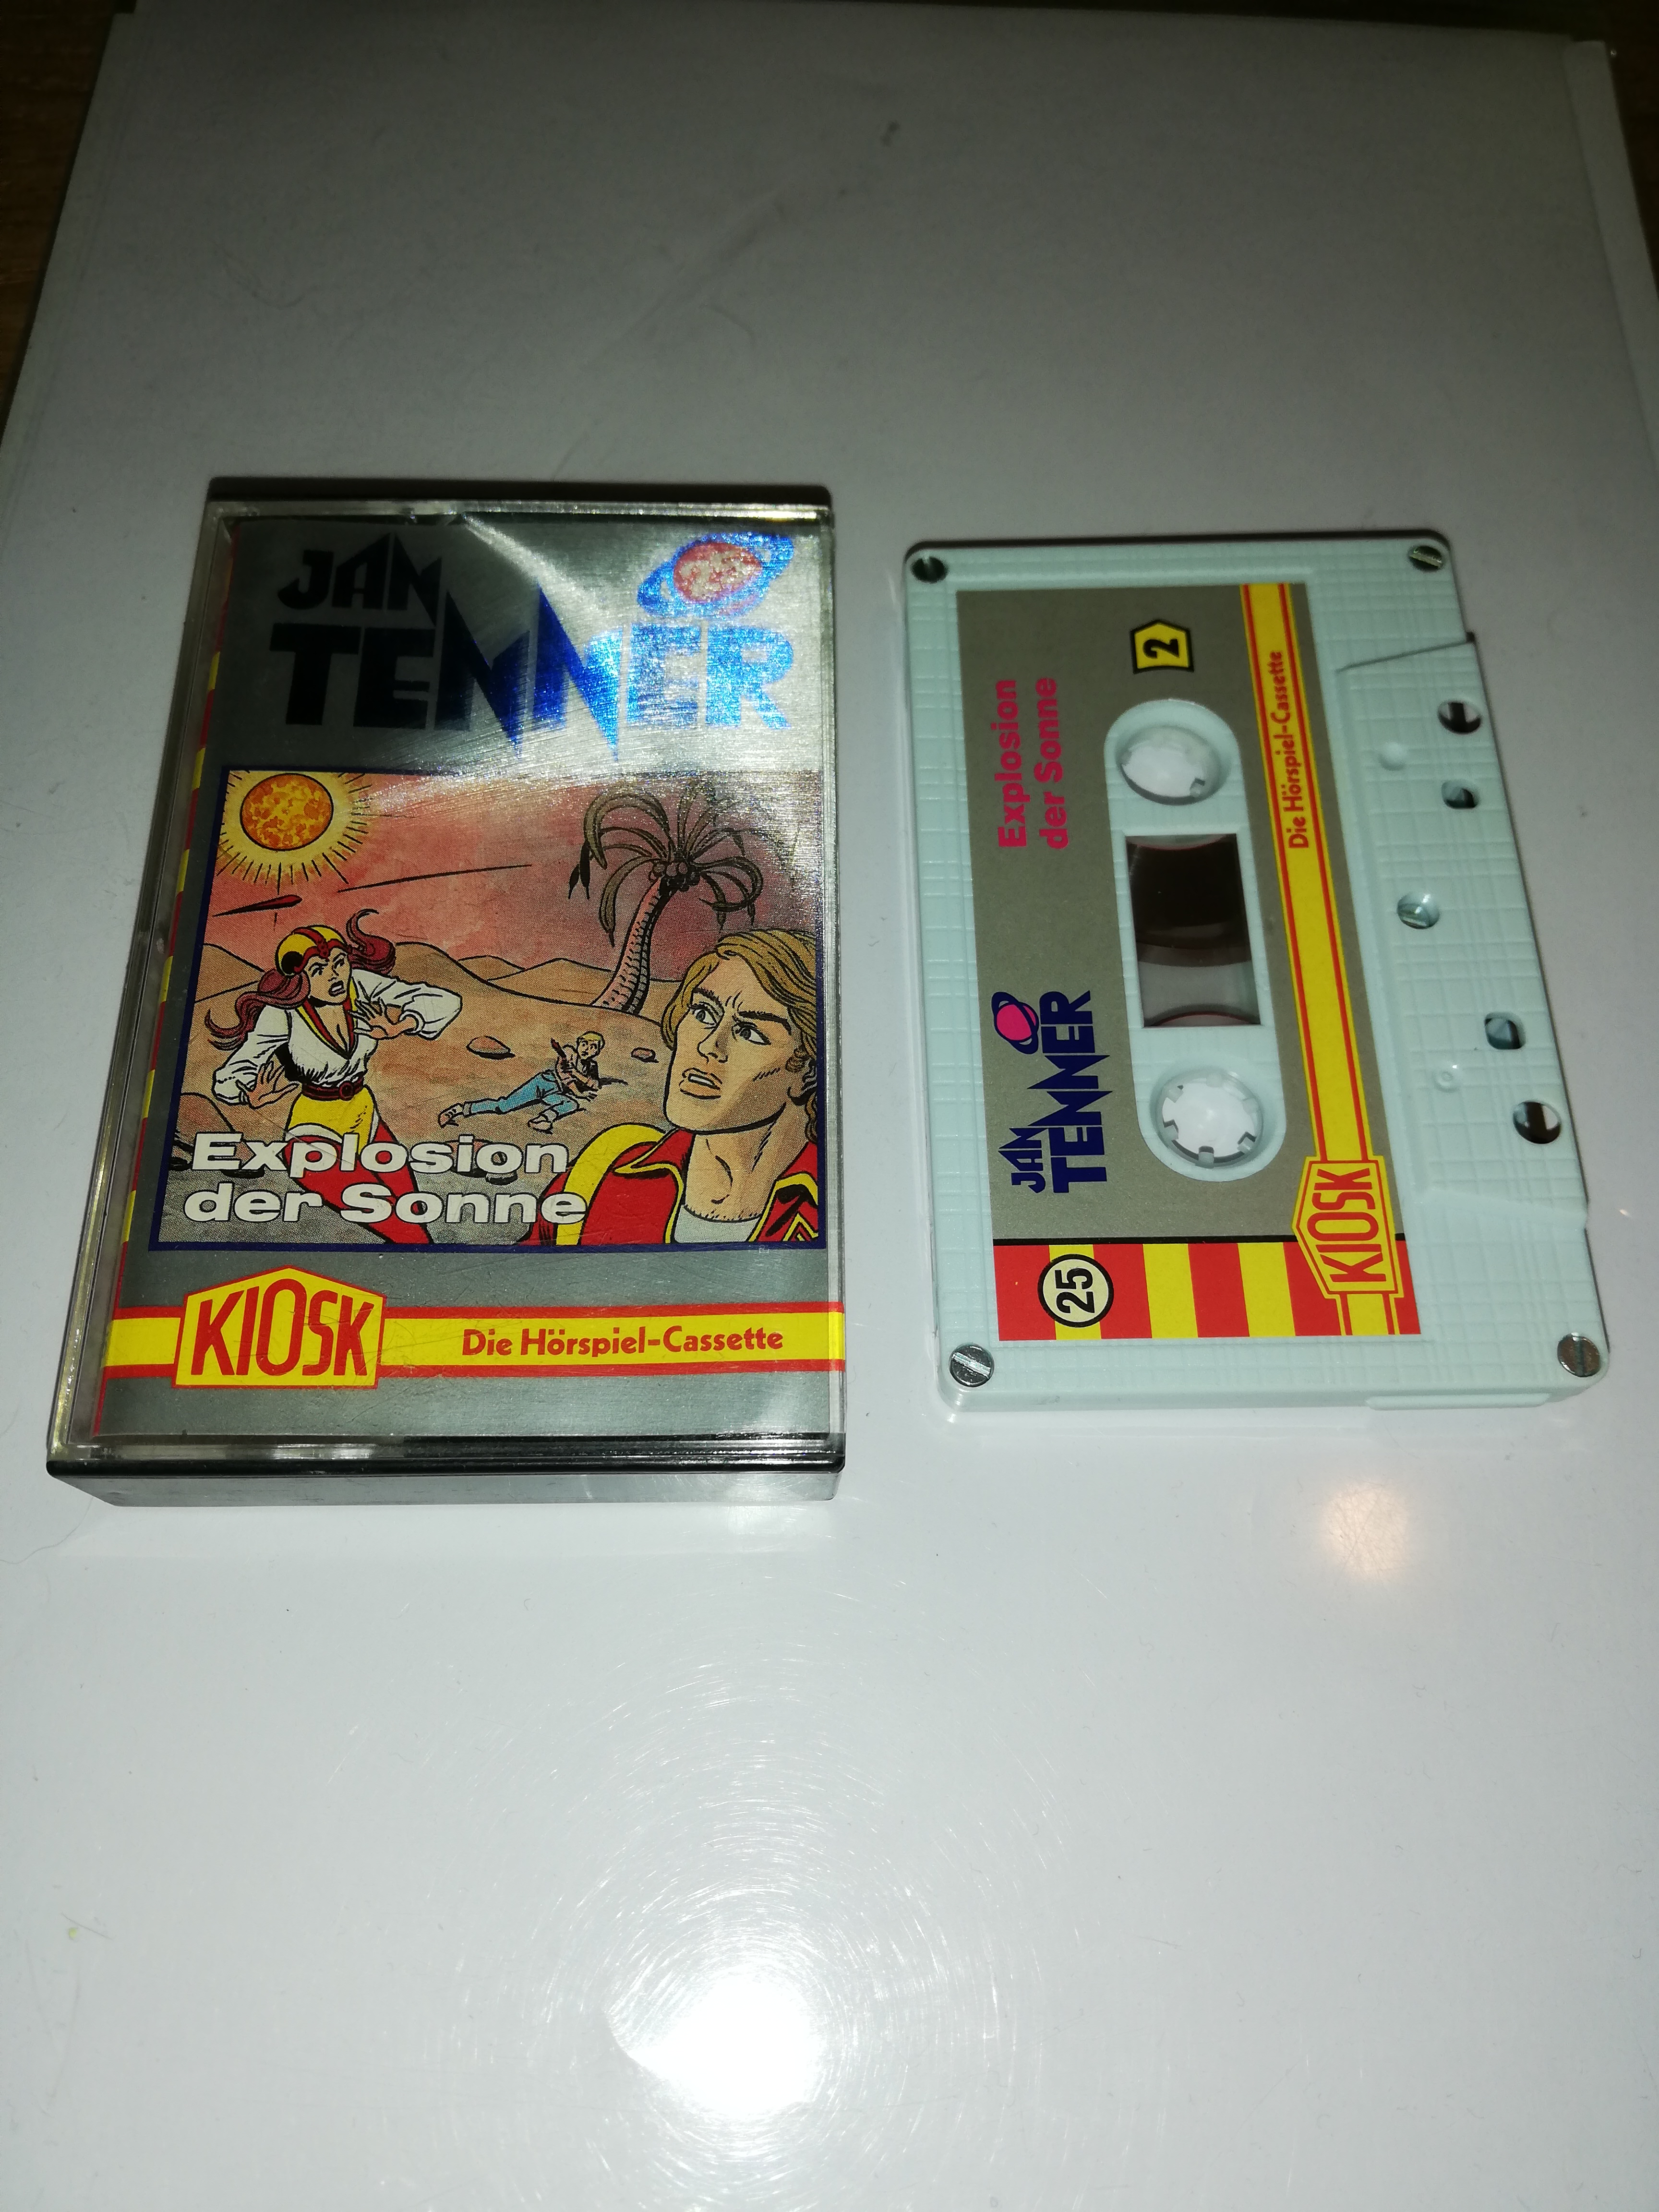 JAN
TENNER
Explosion
der Sonne
KIOSK
Die Hörspiel-Cassette
Explosion
der Sonne
2
JAN
TENNER
Die Hörspiel-Cassette
KIOSK
25